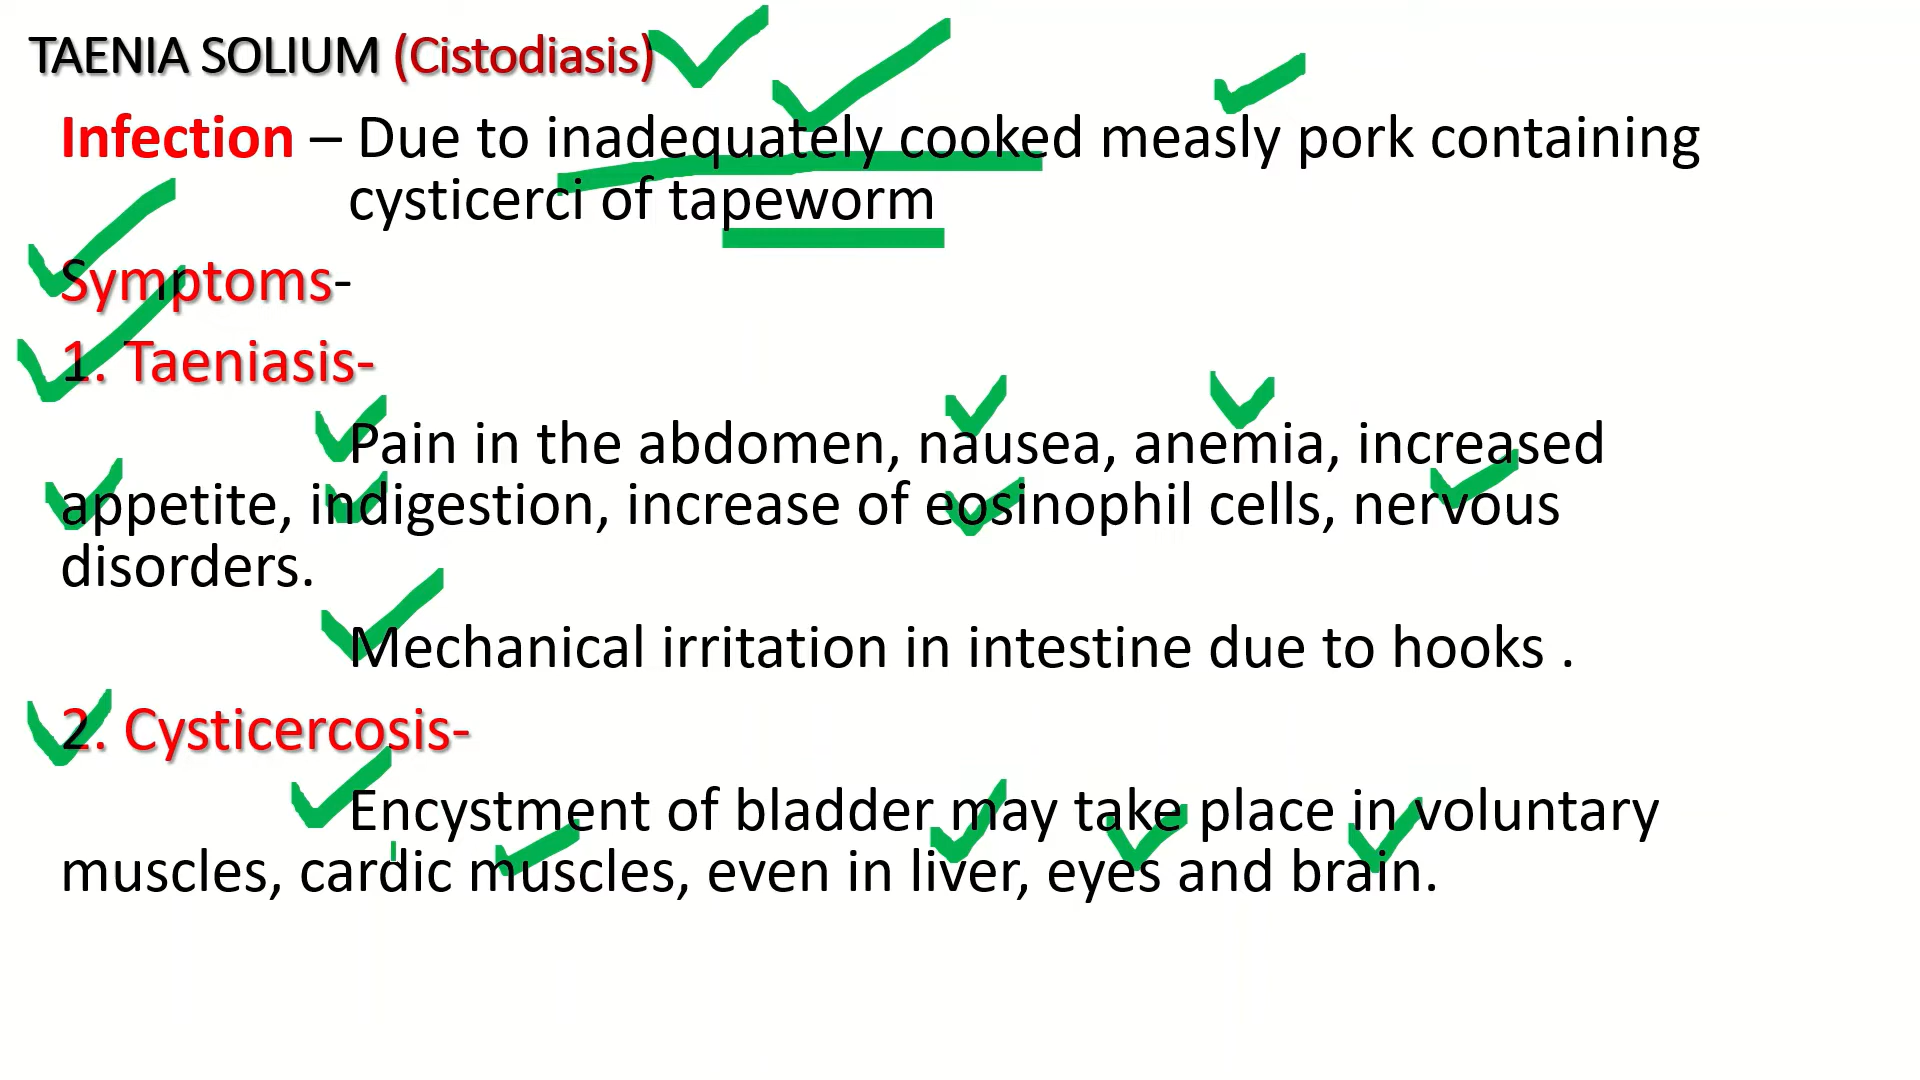 TAENIA SOLIUM (Cistodiasis)
Infection – Due to inadequately cooked measly pork containing
cysticerci of tapeworm
Symptoms-
1. Taeniasis-
Pain in the abdomen, nausea, anemia, increased
appetite, indigestion, increase of eosinophil cells, nervous
disorders.
Mechanical irritation in intestine due to hooks .
2. Cysticercosis-
Encystment of bladder may take place in voluntary
muscles, cardic muscles, even in liver, eyes and brain.